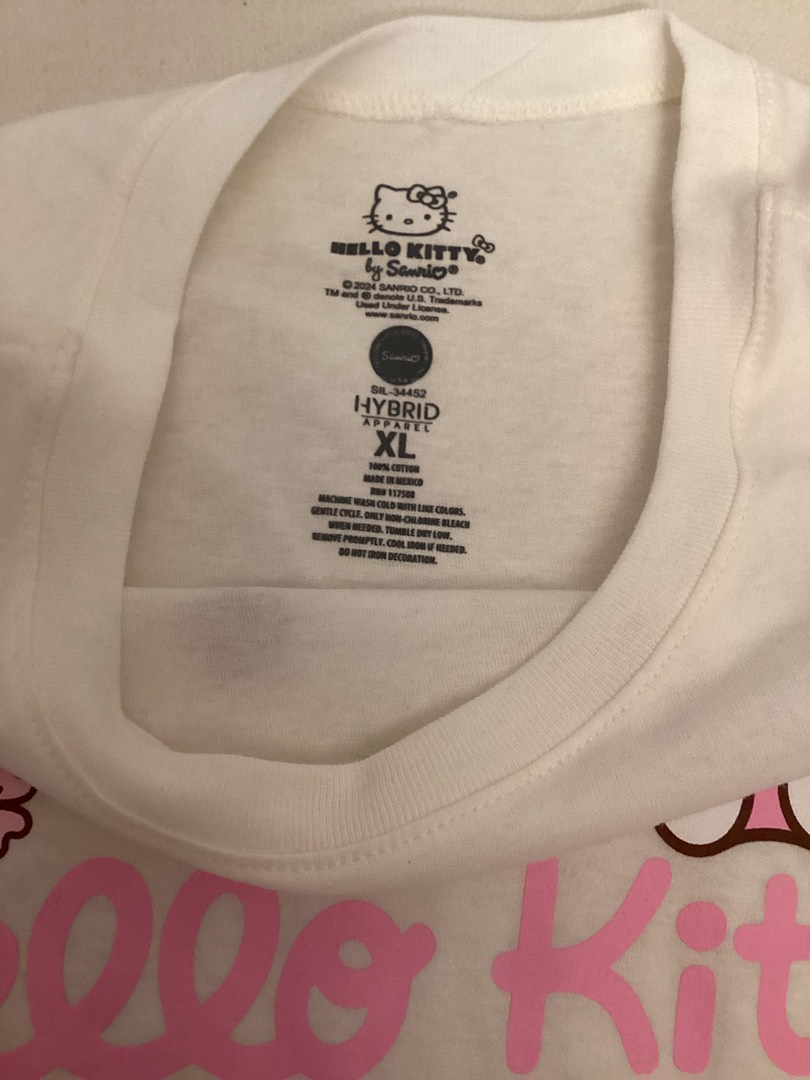 HELLO KITTY®
by Sanrio®
© 2024 SANRIO CO., LTD.
TM and ® denote U.S. Trademarks
Used Under License.
www.sanrio.com
Sanrio
SIL-34452
HYBRID
APPAREL
XL
100% COTTON
MADE IN MEXICO
RN# 117508
MACHINE WASH COLD WITH LIKE COLORS.
GENTLE CYCLE. ONLY NON-CHLORINE BLEACH
WHEN NEEDED. TUMBLE DRY LOW.
REMOVE PROMPTLY. COOL IRON IF NEEDED.
DO NOT IRON DECORATION.
ello Kit